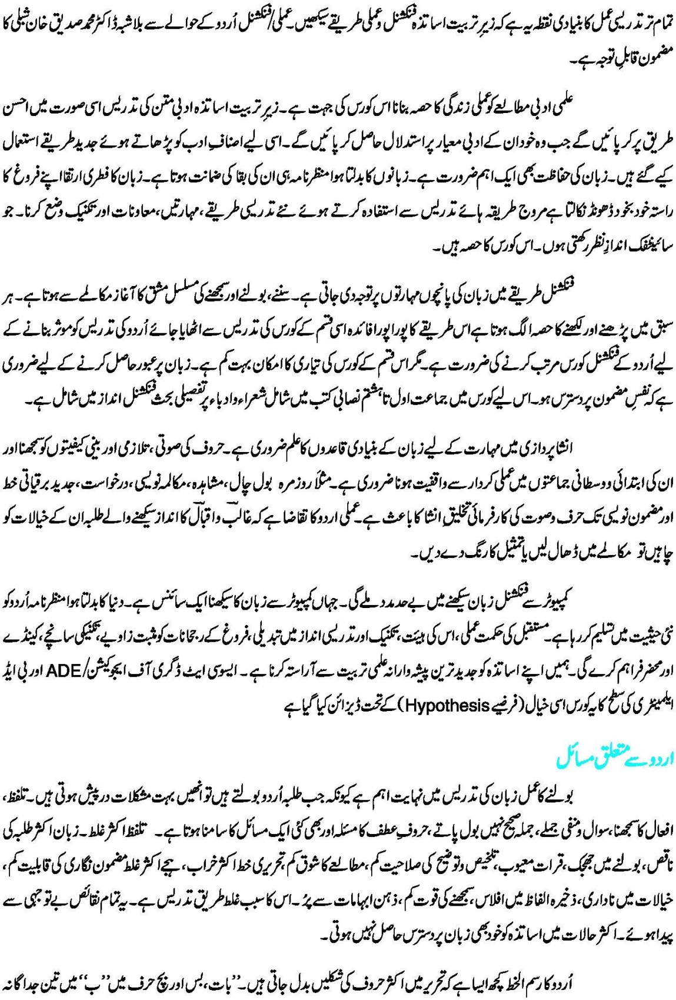 تمام تر تدریسی عمل کا بنیادی نقطہ یہ ہے کہ زیرِ تربیت اساتذہ فنکشنل و عملی طریقے سیکھیں۔ عملی/فنکشنل اُردو کے حوالے سے بلاشبہ ڈاکٹر محمد صدیق خان شبلی کا
مضمون قابلِ توجہ ہے۔
علمی ادبی مطالعے کو عملی زندگی کا حصہ بنانا اس کورس کی جہت ہے۔ زیرِ تربیت اساتذہ ادبی متن کی تدریس اسی صورت میں احسن
طریق پر کر پائیں گے جب وہ خود ان کے ادبی معیار پر استدلال حاصل کر پائیں گے۔ اسی لیے اصنافِ ادب کو پڑھاتے ہوئے جدید طریقے استعمال
کیے گئے ہیں۔ زبان کی حفاظت بھی ایک اہم ضرورت ہے۔ زبانوں کا بدلتا ہوا منظرنامہ ہی ان کی بقا کی ضمانت ہوتا ہے۔ زبان کا فطری ارتقا اپنے فروغ کا
راستہ خود بخود ڈھونڈ نکالتا ہے مروج طریقہ ہائے تدریس سے استفادہ کرتے ہوئے نئے تدریسی طریقے، مہارتیں، معاونات اور تکنیک وضع کرنا۔ جو
سائینٹفک اندازِ نظر رکھتی ہوں۔ اس کورس کا حصہ ہیں۔
فنکشنل طریقے میں زبان کی پانچوں مہارتوں پر توجہ دی جاتی ہے۔ سننے، بولنے اور سمجھنے کی مسلسل مشق کا آغاز مکالمے سے ہوتا ہے۔ ہر
سبق میں پڑھنے اور لکھنے کا حصہ الگ ہوتا ہے اس طریقے کا پورا پورا فائدہ اسی قسم کے کورس کی تدریس سے اٹھایا جائے اُردو کی تدریس کو موثر بنانے کے
لیے اُردو کے فنکشنل کورس مرتب کرنے کی ضرورت ہے۔ مگر اس قسم کے کورس کی تیاری کا امکان بہت کم ہے۔ زبان پر عبور حاصل کرنے کے لیے ضروری
ہے کہ نفسِ مضمون پر دسترس ہو۔ اس لیے کورس میں جماعت اول تا ہشتم نصابی کتب میں شامل شعراء و ادباء پر تفصیلی بحث فنکشنل انداز میں شامل ہے۔
انشا پردازی میں مہارت کے لیے زبان کے بنیادی قاعدوں کا علم ضروری ہے۔ حروف کی صوتی، تلازمی اور بینی کیفیتوں کو سمجھنا اور
ان کی ابتدائی و وسطانی جماعتوں میں عملی کردار سے واقفیت ہونا ضروری ہے۔ مثلاً روزمرہ بول چال، مشاہدہ، مکالمہ نویسی، درخواست، جدید برقیاتی خط
اور مضمون نویسی تک حرف و صوت کی کارفرمائی تخلیقِ انشا کا باعث ہے۔ عملی اردو کا تقاضا ہے کہ غالبؔ و اقبالؔ کا انداز سیکھنے والے طلبہ ان کے خیالات کو
چاہیں تو مکالمے میں ڈھال لیں یا تمثیل کا رنگ دے دیں۔
کمپیوٹر سے فنکشنل زبان سیکھنے میں بے حد مدد ملے گی۔ جہاں کمپیوٹر سے زبان کا سیکھنا ایک سائنس ہے۔ دنیا کا بدلتا ہوا منظرنامہ اُردو کو
نئی حیثیت میں تسلیم کر رہا ہے۔ مستقبل کی حکمت عملی، اس کی ہیئت، تکنیک اور تدریسی انداز میں تبدیلی، فروغ کے رجحانات کو مثبت زاویے، تکنیکی سانچے، کینڈے
اور محضر فراہم کرے گی۔ ہمیں اپنے اساتذہ کو جدید ترین پیشہ وارانہ علمی تربیت سے آراستہ کرنا ہے۔ ایسوسی ایٹ ڈگری آف ایجوکیشن/ADE اور بی ایڈ
ایلمینٹری کی سطح کا یہ کورس اسی خیال (فرضیے Hypothesis) کے تحت ڈیزائن کیا گیا ہے
اردو سے متعلق مسائل
بولنے کا عمل زبان کی تدریس میں نہایت اہم ہے کیونکہ جب طلبہ اُردو بولتے ہیں تو انھیں بہت مشکلات درپیش ہوتی ہیں۔ تلفظ،
افعال کا سمجھنا، سوال و منفی جملے، جملہ صحیح نہیں بول پاتے، حروفِ عطف کا مسئلہ اور بھی کئی ایک مسائل کا سامنا ہوتا ہے۔ تلفظ اکثر غلط۔ زبان اکثر طلبہ کی
ناقص، بولنے میں جھجک، قرات معیوب، تلخیص و توضیح کی صلاحیت کم، مطالعے کا شوق کم، تحریری خط اکثر خراب، ہجے اکثر غلط مضمون نگاری کی قابلیت کم،
خیالات میں ناداری، ذخیرہ الفاظ میں افلاس، سمجھنے کی قوت کم، ذہن ابہامات سے پرُ۔ اس کا سبب غلط طریق تدریس ہے۔ یہ تمام نقائص بے توجہی سے
پیدا ہوئے۔ اکثر حالات میں اساتذہ کو خود بھی زبان پر دسترس حاصل نہیں ہوتی۔
اُردو کا رسم الخط کچھ ایسا ہے کہ تحریر میں اکثر حروف کی شکلیں بدل جاتی ہیں۔ ”بات، بس اور بچ حرف میں ”ب“ میں تین جداگانہ